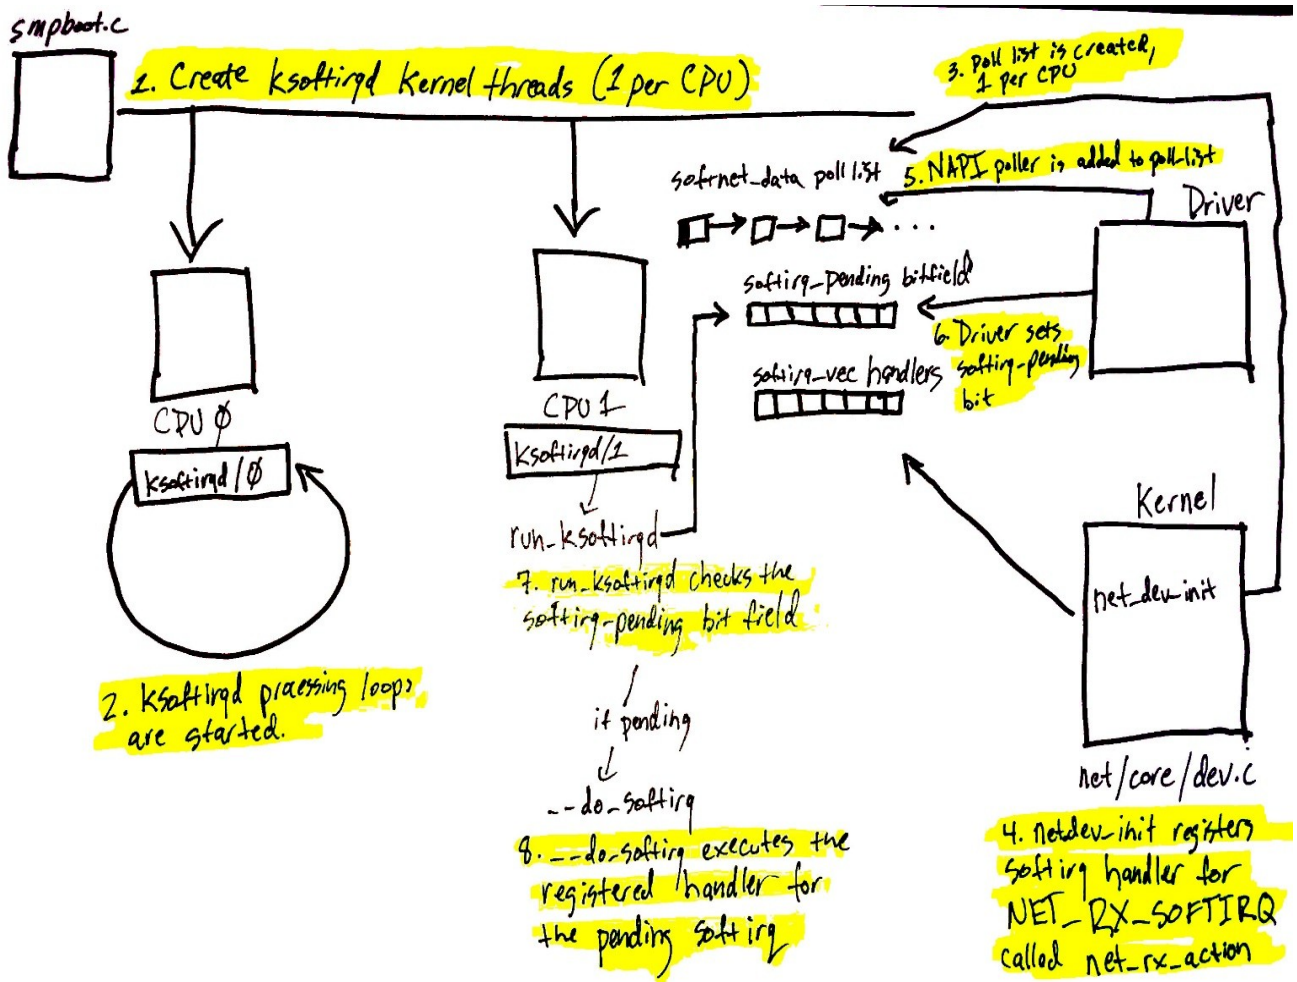 smpboot.c
1. Create ksoftirqd kernel threads (1 per CPU)
3. Poll list is created,
1 per CPU
softnet_data poll list
5. NAPI poller is added to poll_list
Driver
softirq_pending bitfield
6. Driver sets
softirq-pending
bit
softirq_vec handlers
CPU 0
ksoftirqd/0
CPU 1
ksoftirqd/1
run_ksoftirqd
7. run_ksoftirqd checks the
softirq-pending bit field
2. ksoftirqd processing loops
are started.
if pending
__do_softirq
8. __do_softirq executes the
registered handler for
the pending softirq
Kernel
net_dev_init
net/core/dev.c
4. netdev_init registers
softirq handler for
NET_RX_SOFTIRQ
called net_rx_action